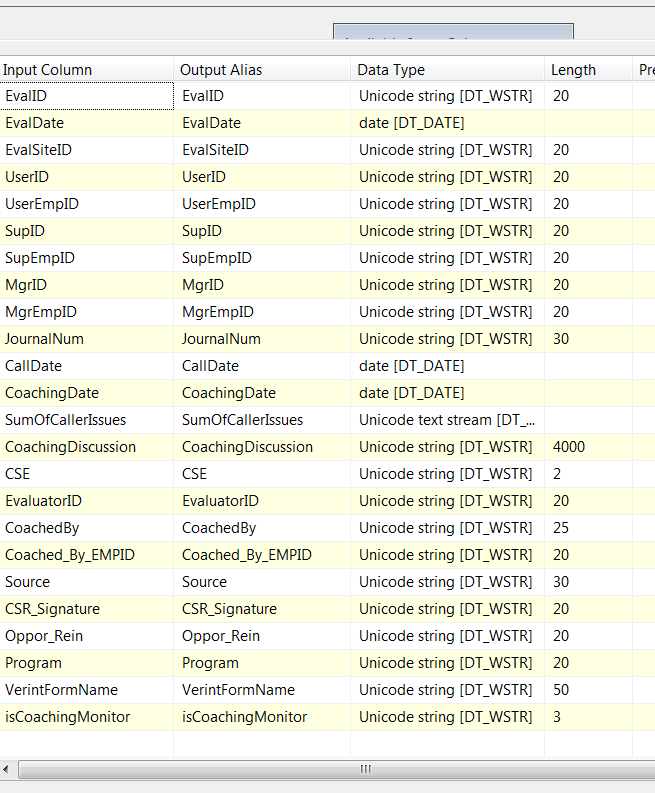 Input Column Output Alias Data Type Length Pre
EvalID EvalID Unicode string [DT_WSTR] 20
EvalDate EvalDate date [DT_DATE]
EvalSiteID EvalSiteID Unicode string [DT_WSTR] 20
UserID UserID Unicode string [DT_WSTR] 20
UserEmpID UserEmpID Unicode string [DT_WSTR] 20
SupID SupID Unicode string [DT_WSTR] 20
SupEmpID SupEmpID Unicode string [DT_WSTR] 20
MgrID MgrID Unicode string [DT_WSTR] 20
MgrEmpID MgrEmpID Unicode string [DT_WSTR] 20
JournalNum JournalNum Unicode string [DT_WSTR] 30
CallDate CallDate date [DT_DATE]
CoachingDate CoachingDate date [DT_DATE]
SumOfCallerIssues SumOfCallerIssues Unicode text stream [DT_...
CoachingDiscussion CoachingDiscussion Unicode string [DT_WSTR] 4000
CSE CSE Unicode string [DT_WSTR] 2
EvaluatorID EvaluatorID Unicode string [DT_WSTR] 20
CoachedBy CoachedBy Unicode string [DT_WSTR] 25
Coached_By_EMPID Coached_By_EMPID Unicode string [DT_WSTR] 20
Source Source Unicode string [DT_WSTR] 30
CSR_Signature CSR_Signature Unicode string [DT_WSTR] 20
Oppor_Rein Oppor_Rein Unicode string [DT_WSTR] 20
Program Program Unicode string [DT_WSTR] 20
VerintFormName VerintFormName Unicode string [DT_WSTR] 50
isCoachingMonitor isCoachingMonitor Unicode string [DT_WSTR] 3